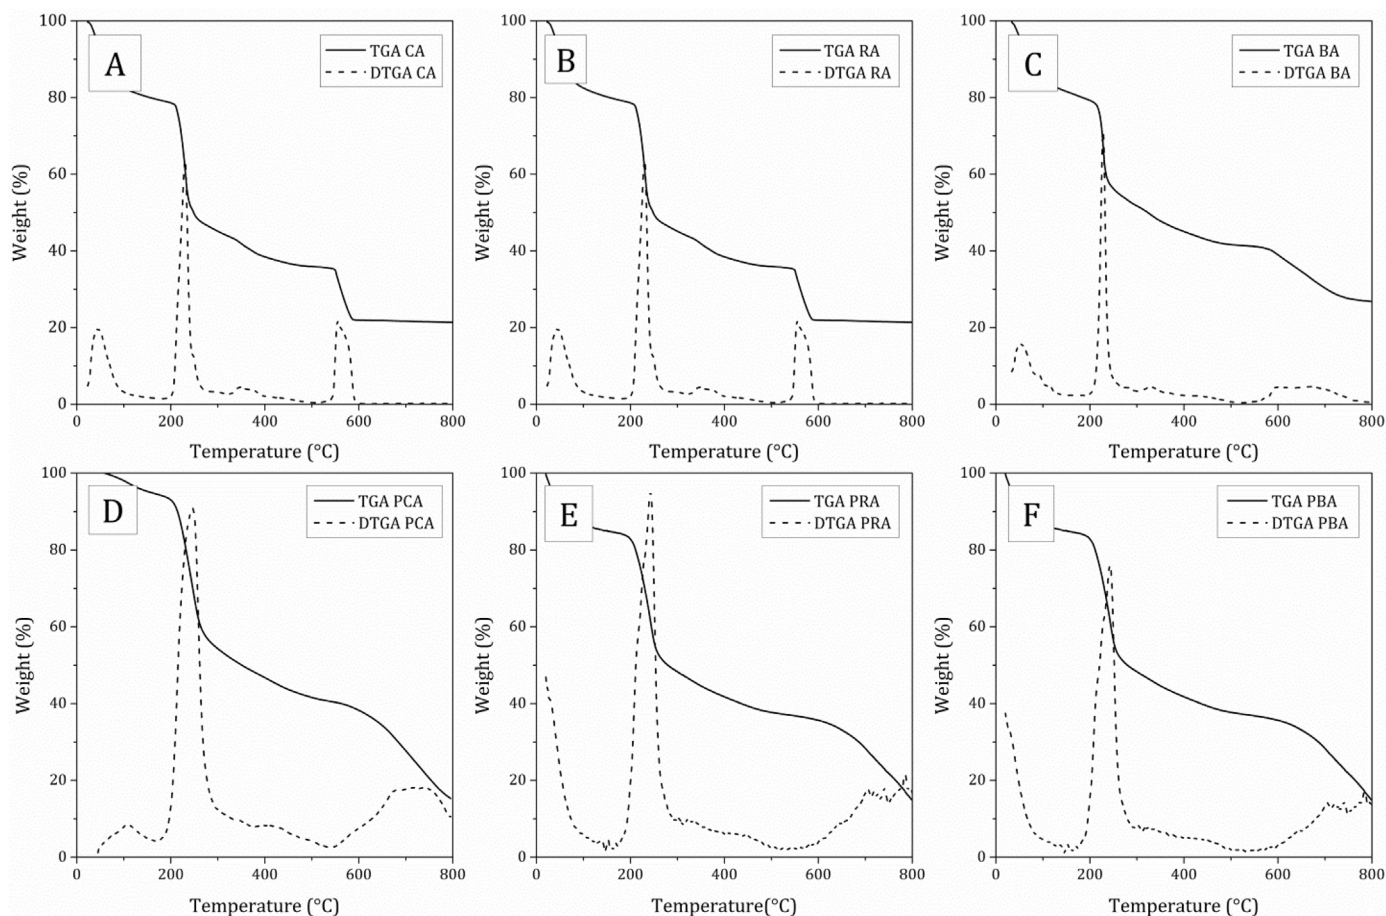 A
TGA CA
DTGA CA
100
80
60
40
20
0
Weight (%)
0 200 400 600 800
Temperature (°C)
B
TGA RA
DTGA RA
100
80
60
40
20
0
Weight (%)
0 200 400 600 800
Temperature (°C)
C
TGA BA
DTGA BA
100
80
60
40
20
0
Weight (%)
0 200 400 600 800
Temperature (°C)
D
TGA PCA
DTGA PCA
100
80
60
40
20
0
Weight (%)
0 200 400 600 800
Temperature (°C)
E
TGA PRA
DTGA PRA
100
80
60
40
20
0
Weight (%)
0 200 400 600 800
Temperature(°C)
F
TGA PBA
DTGA PBA
100
80
60
40
20
0
Weight (%)
0 200 400 600 800
Temperature (°C)